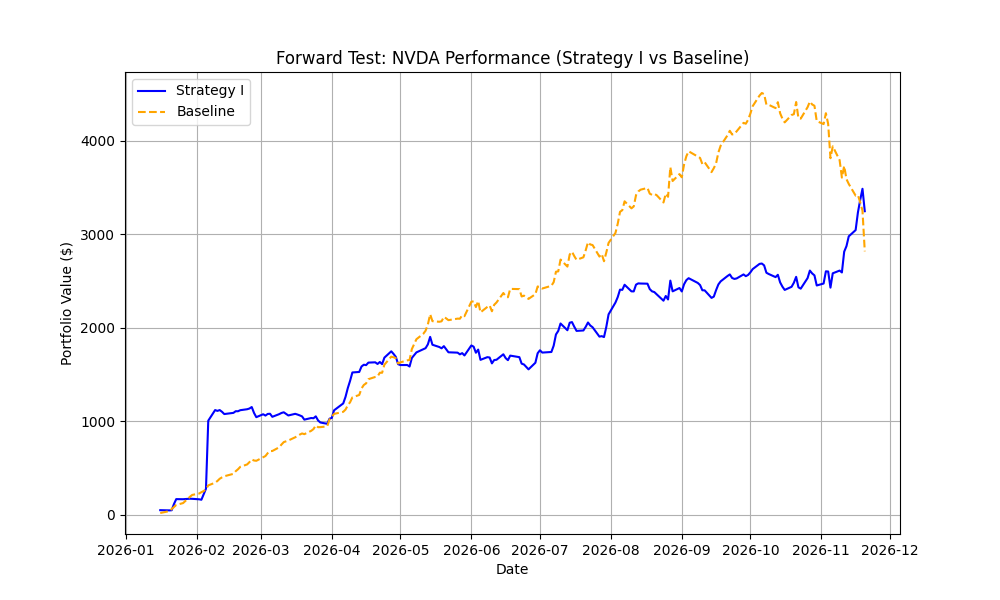 Forward Test: NVDA Performance (Strategy I vs Baseline)
Strategy I
Baseline
Portfolio Value ($)
4000
3000
2000
1000
0
2026-01 2026-02 2026-03 2026-04 2026-05 2026-06 2026-07 2026-08 2026-09 2026-10 2026-11 2026-12
Date